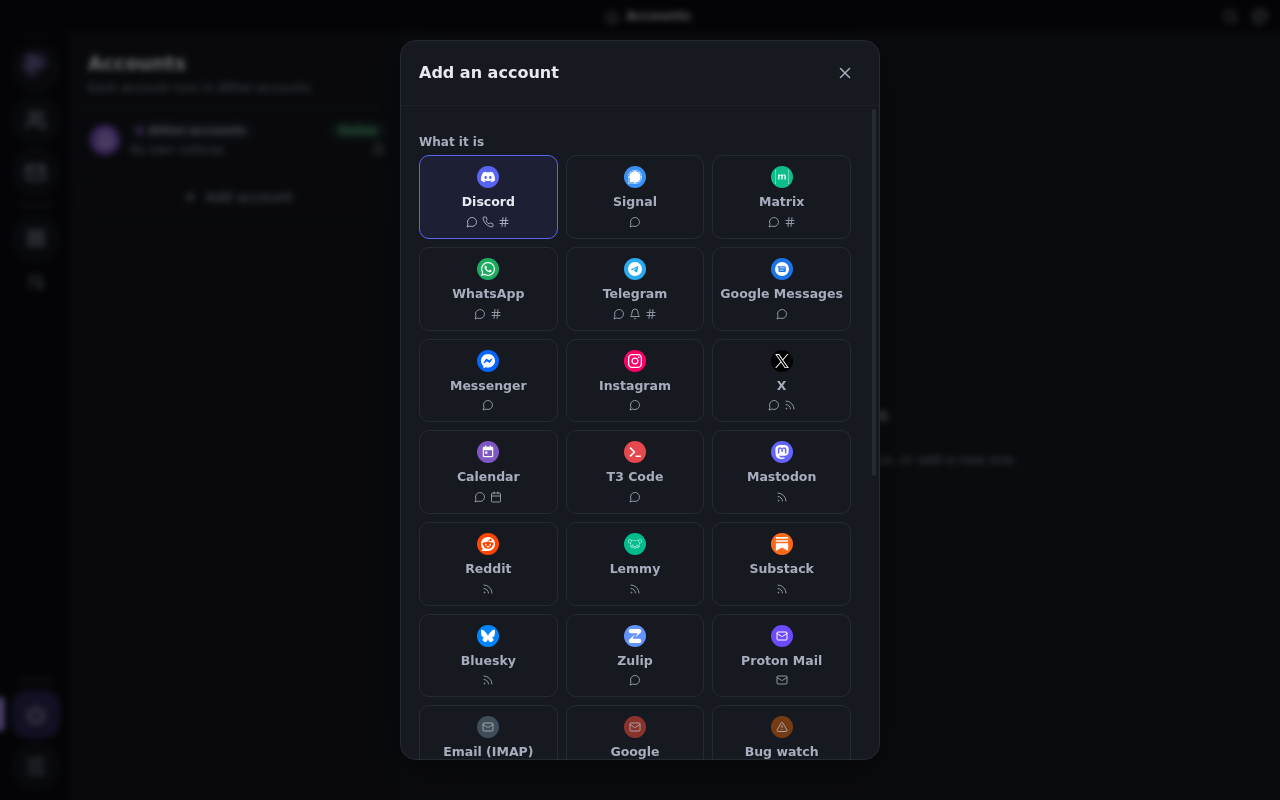 Accounts
Accounts
Add account
Add an account
What it is
Discord
Signal
Matrix
WhatsApp
Telegram
Google Messages
Messenger
Instagram
X
Calendar
T3 Code
Mastodon
Reddit
Lemmy
Substack
Bluesky
Zulip
Proton Mail
Email (IMAP)
Google
Bug watch